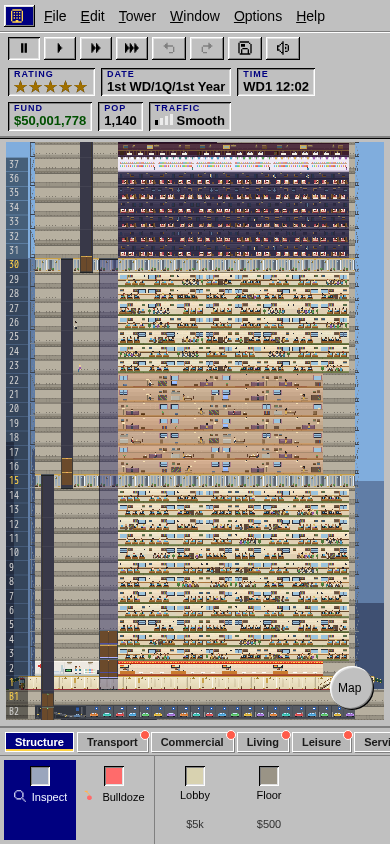 File Edit Tower Window Options Help
RATING
DATE
1st WD/1Q/1st Year
TIME
WD1 12:02
FUND
$50,001,778
POP
1,140
TRAFFIC
Smooth
37
36
35
34
33
32
31
30
29
28
27
26
25
24
23
22
21
20
19
18
17
16
15
14
13
12
11
10
9
8
7
6
5
4
3
2
1
B1
B2
Map
Structure Transport Commercial Living Leisure Servi
Inspect Bulldoze Lobby Floor
$5k $500